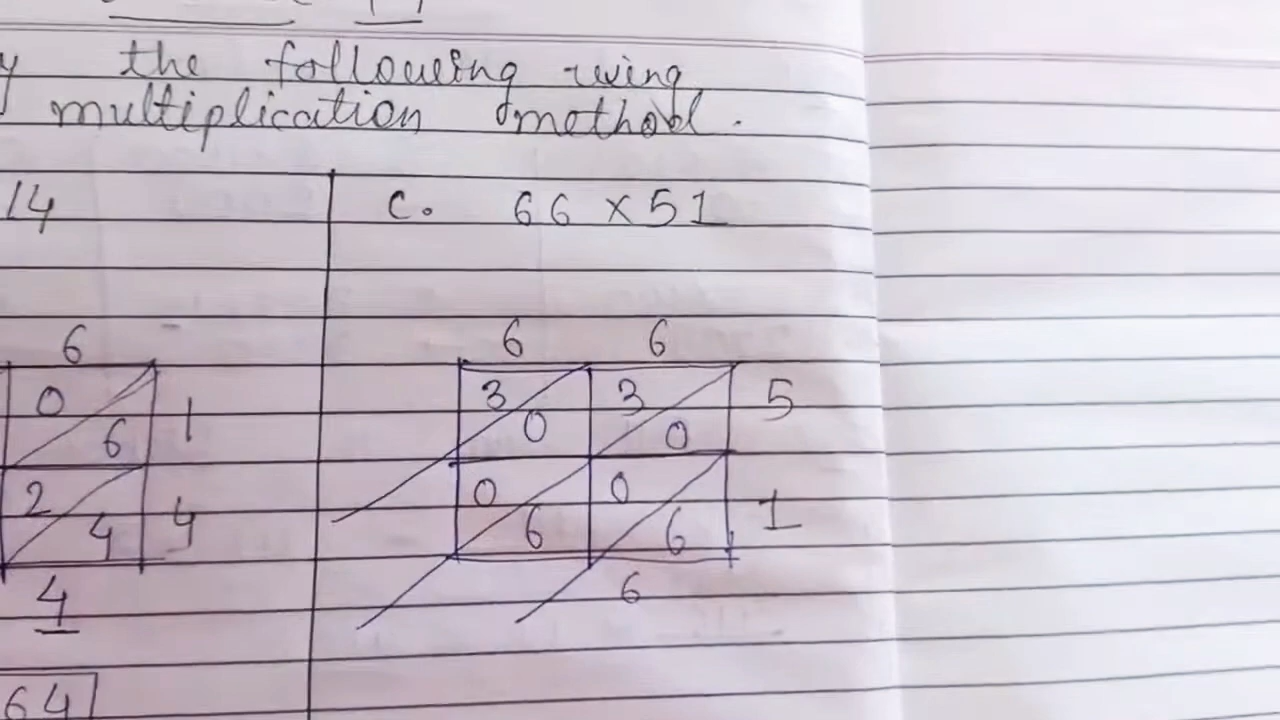 y the following using
multiplication method.
14
c. 66 x 51
6
0
6
1
2
4
4
4
64
6 6
3 3 5
0 0
0 0 1
6 6
6